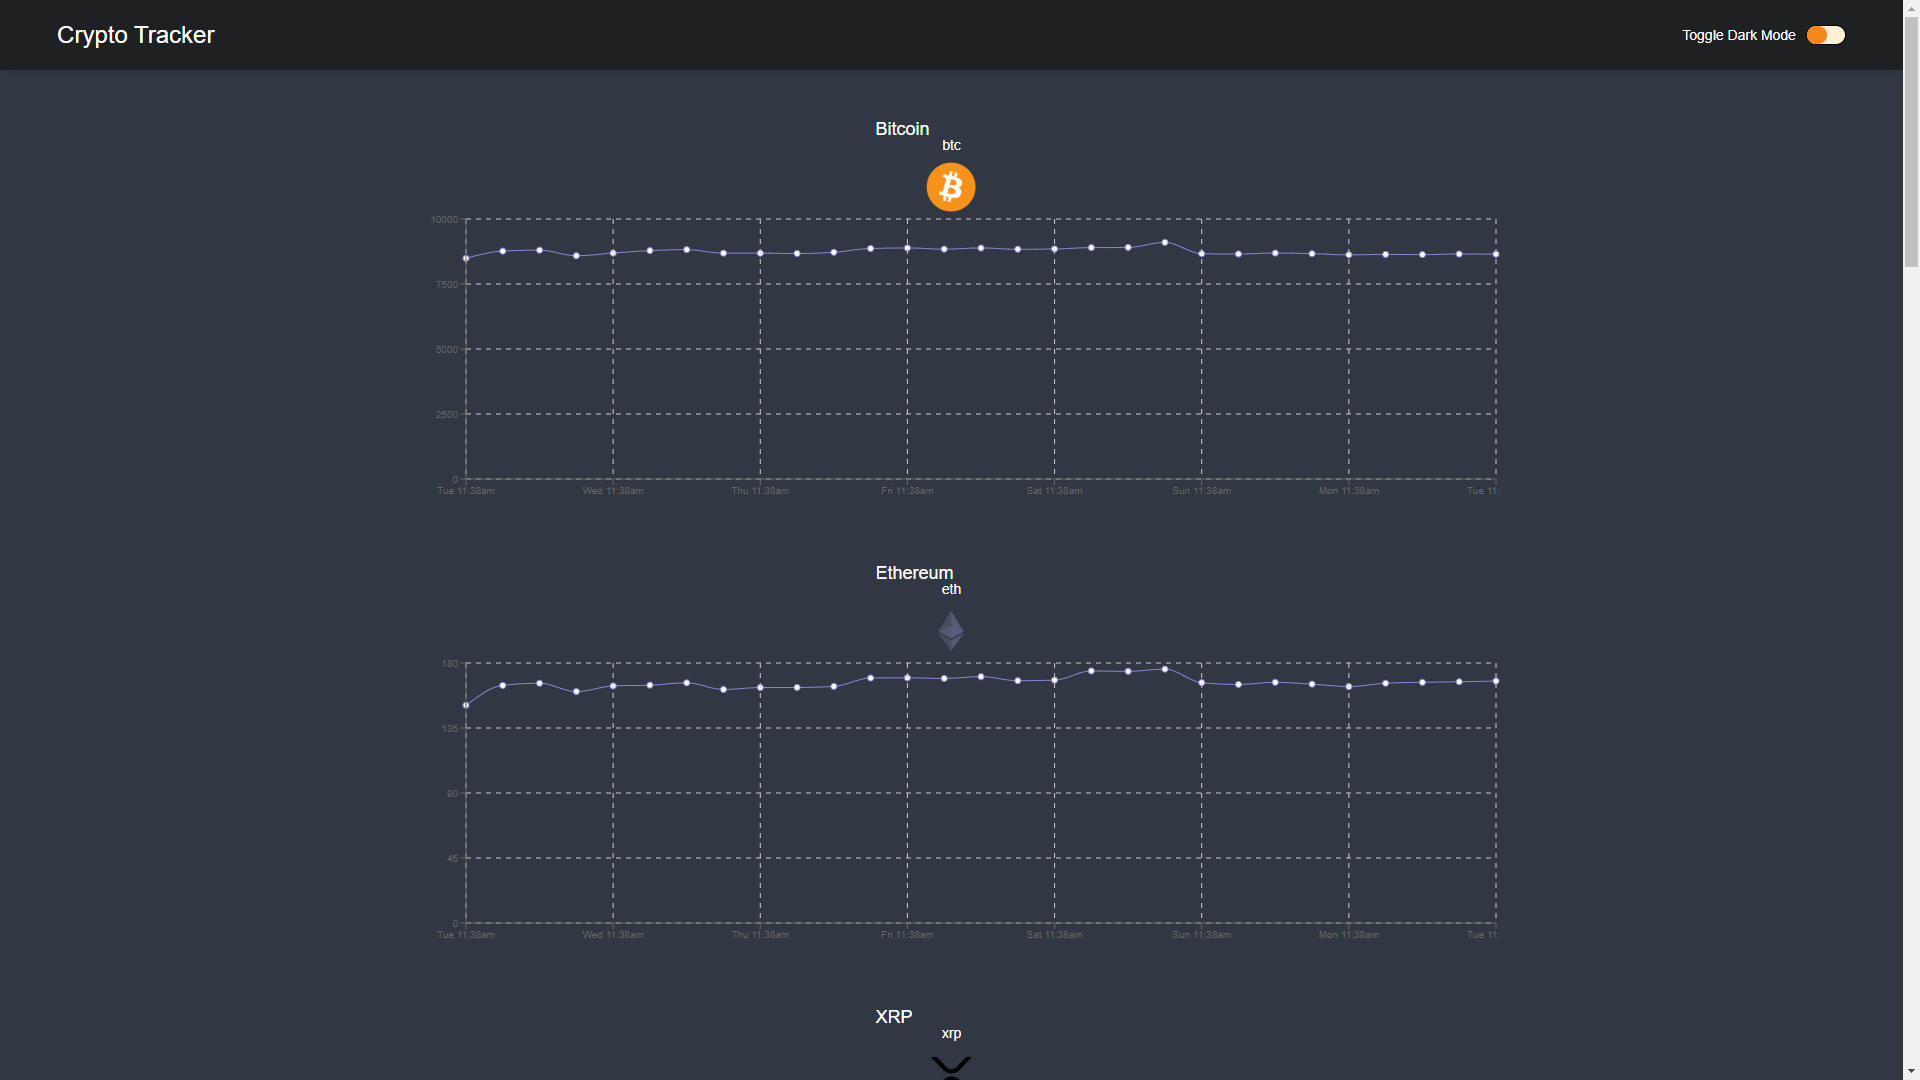 Crypto Tracker
Toggle Dark Mode
Bitcoin
btc
10000
7500
5000
2500
0
Tue 11:38am Wed 11:38am Thu 11:38am Fri 11:38am Sat 11:38am Sun 11:38am Mon 11:38am Tue 11:
Ethereum
eth
180
135
90
45
0
Tue 11:38am Wed 11:38am Thu 11:38am Fri 11:38am Sat 11:38am Sun 11:38am Mon 11:38am Tue 11:
XRP
xrp